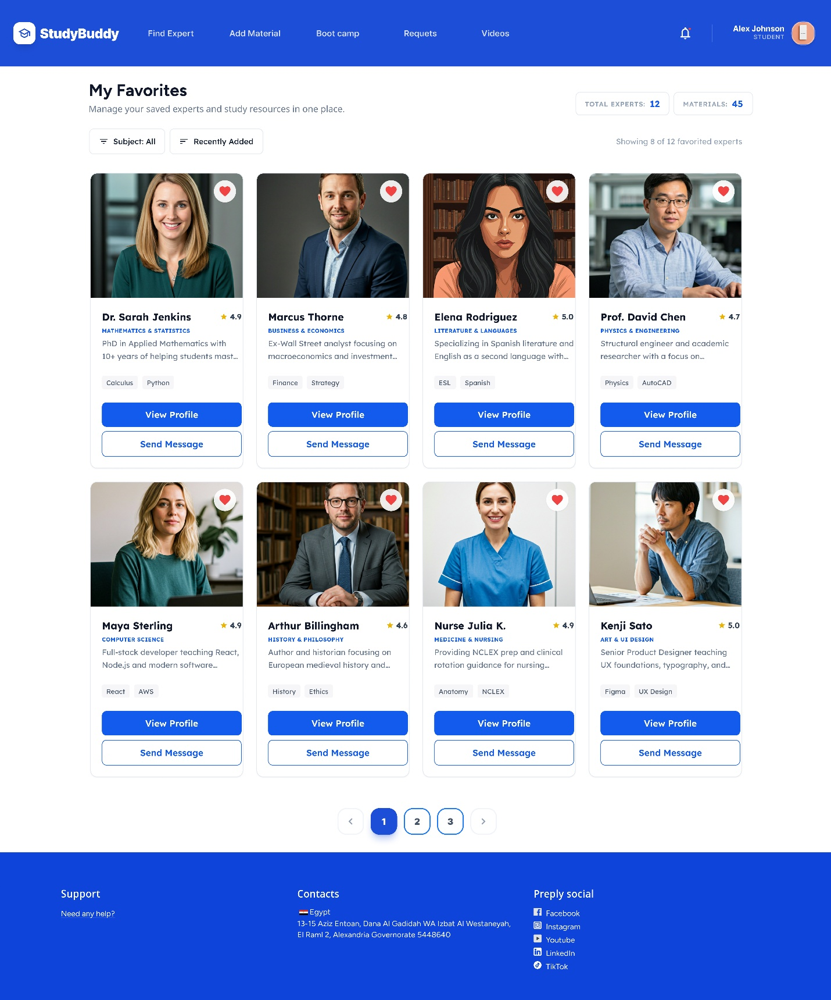 StudyBuddy
Find Expert
Add Material
Boot camp
Requets
Videos
Alex Johnson
STUDENT
My Favorites
Manage your saved experts and study resources in one place.
TOTAL EXPERTS: 12
MATERIALS: 45
Subject: All
Recently Added
Showing 8 of 12 favorited experts
Dr. Sarah Jenkins
4.9
MATHEMATICS & STATISTICS
PhD in Applied Mathematics with
10+ years of helping students mast...
Calculus
Python
View Profile
Send Message
Marcus Thorne
4.8
BUSINESS & ECONOMICS
Ex-Wall Street analyst focusing on
macroeconomics and investment...
Finance
Strategy
View Profile
Send Message
Elena Rodriguez
5.0
LITERATURE & LANGUAGES
Specializing in Spanish literature and
English as a second language with...
ESL
Spanish
View Profile
Send Message
Prof. David Chen
4.7
PHYSICS & ENGINEERING
Structural engineer and academic
researcher with a focus on...
Physics
AutoCAD
View Profile
Send Message
Maya Sterling
4.9
COMPUTER SCIENCE
Full-stack developer teaching React,
Node.js and modern software...
React
AWS
View Profile
Send Message
Arthur Billingham
4.6
HISTORY & PHILOSOPHY
Author and historian focusing on
European medieval history and...
History
Ethics
View Profile
Send Message
Nurse Julia K.
4.9
MEDICINE & NURSING
Providing NCLEX prep and clinical
rotation guidance for nursing...
Anatomy
NCLEX
View Profile
Send Message
Kenji Sato
5.0
ART & UI DESIGN
Senior Product Designer teaching
UX foundations, typography, and...
Figma
UX Design
View Profile
Send Message
1
2
3
Support
Need any help?
Contacts
Egypt
13-15 Aziz Entoan, Dana Al Gadidah WA Izbat Al Westaneyah,
El Raml 2, Alexandria Governorate 5448640
Preply social
Facebook
Instagram
Youtube
LinkedIn
TikTok